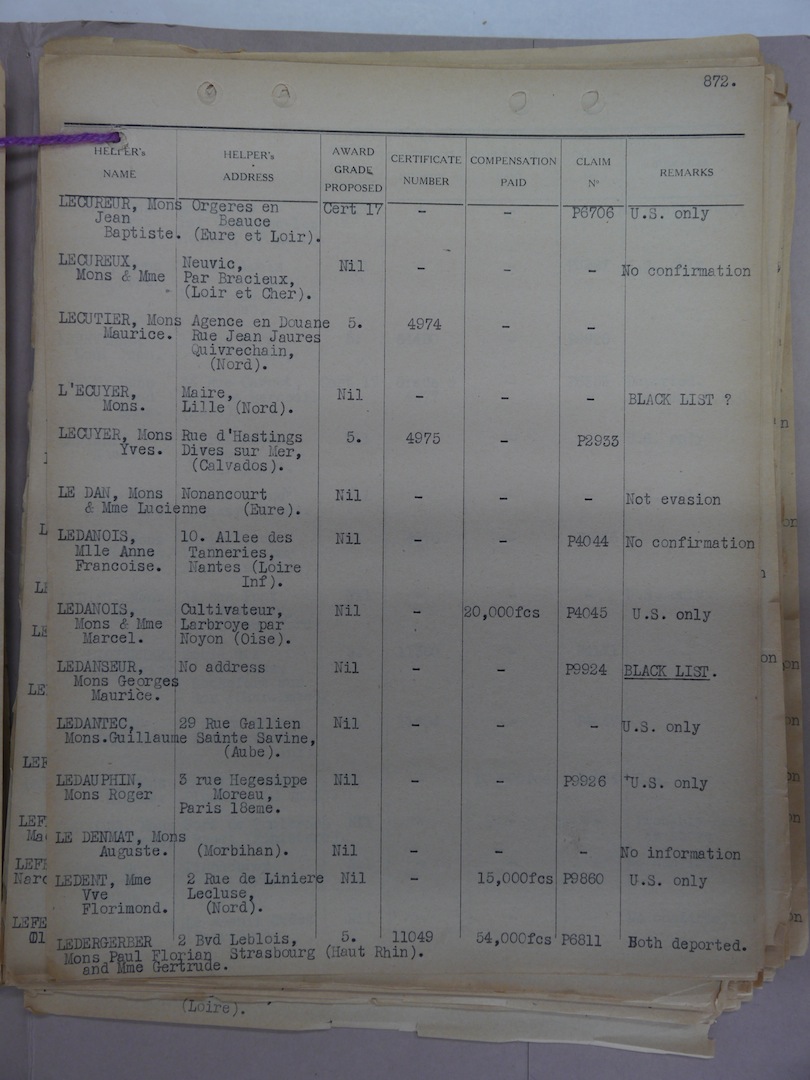 872.
HELPER's NAME | HELPER's ADDRESS | AWARD GRADE PROPOSED | CERTIFICATE NUMBER | COMPENSATION PAID | CLAIM Nº | REMARKS
LECUREUR, Mons Orgeres en Cert 17 - - P6706 U.S. only
Jean Beauce
Baptiste. (Eure et Loir).
LECUREUX, Neuvic, Nil - - - No confirmation
Mons & Mme Par Bracieux,
(Loir et Cher).
LECUTIER, Mons Agence en Douane 5. 4974 - -
Maurice. Rue Jean Jaures
Quivrechain,
(Nord).
L'ECUYER, Maire, Nil - - - BLACK LIST ?
Mons. Lille (Nord).
LECUYER, Mons Rue d'Hastings 5. 4975 - P2933
Yves. Dives sur Mer,
(Calvados).
LE DAN, Mons Nonancourt Nil - - - Not evasion
& Mme Lucienne (Eure).
LEDANOIS, 10. Allee des Nil - - P4044 No confirmation
Mlle Anne Tanneries,
Francoise. Nantes (Loire
Inf).
LEDANOIS, Cultivateur, Nil - 20,000fcs P4045 U.S. only
Mons & Mme Larbroye par
Marcel. Noyon (Oise).
LEDANSEUR, No address Nil - - P9924 BLACK LIST.
Mons Georges
Maurice.
LEDANTEC, 29 Rue Gallien Nil - - - U.S. only
Mons.Guillaume Sainte Savine,
(Aube).
LEDAUPHIN, 3 rue Hegesippe Nil - - P9926 +U.S. only
Mons Roger Moreau,
Paris 18eme.
LE DENMAT, Mons
Auguste. (Morbihan). Nil - - - No information
LEDENT, Mme 2 Rue de Liniere Nil - 15,000fcs P9860 U.S. only
Vve Lecluse,
Florimond. (Nord).
LEDERGERBER 2 Bvd Leblois, 5. 11049 54,000fcs P6811 Both deported.
Mons Paul Florian Strasbourg (Haut Rhin).
and Mme Gertrude.
(Loire).